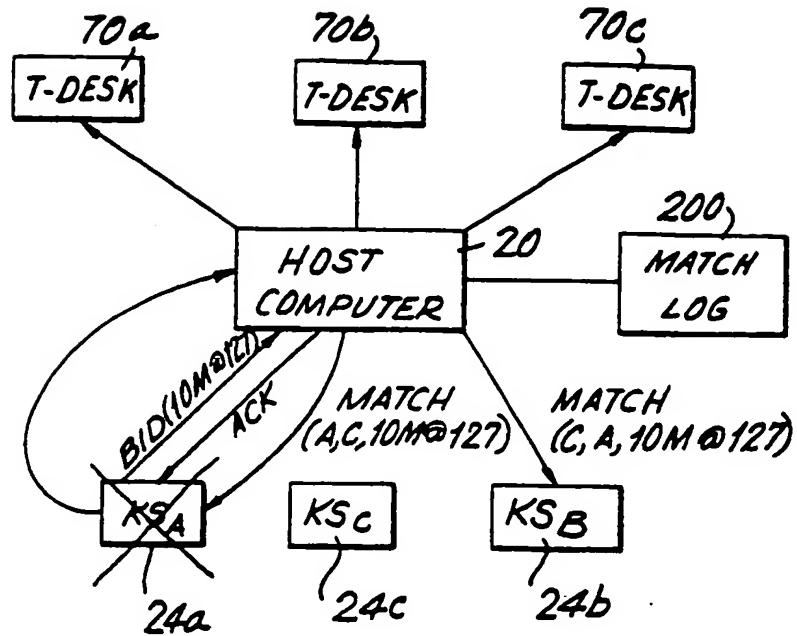 70a
70b
70c
T-DESK
T-DESK
T-DESK
20
200
HOST
COMPUTER
MATCH
LOG
BID(10M@127)
ACK
MATCH
(A,C,10M@127)
MATCH
(C,A,10M@127)
KSA
KSC
KSB
24a
24c
24b